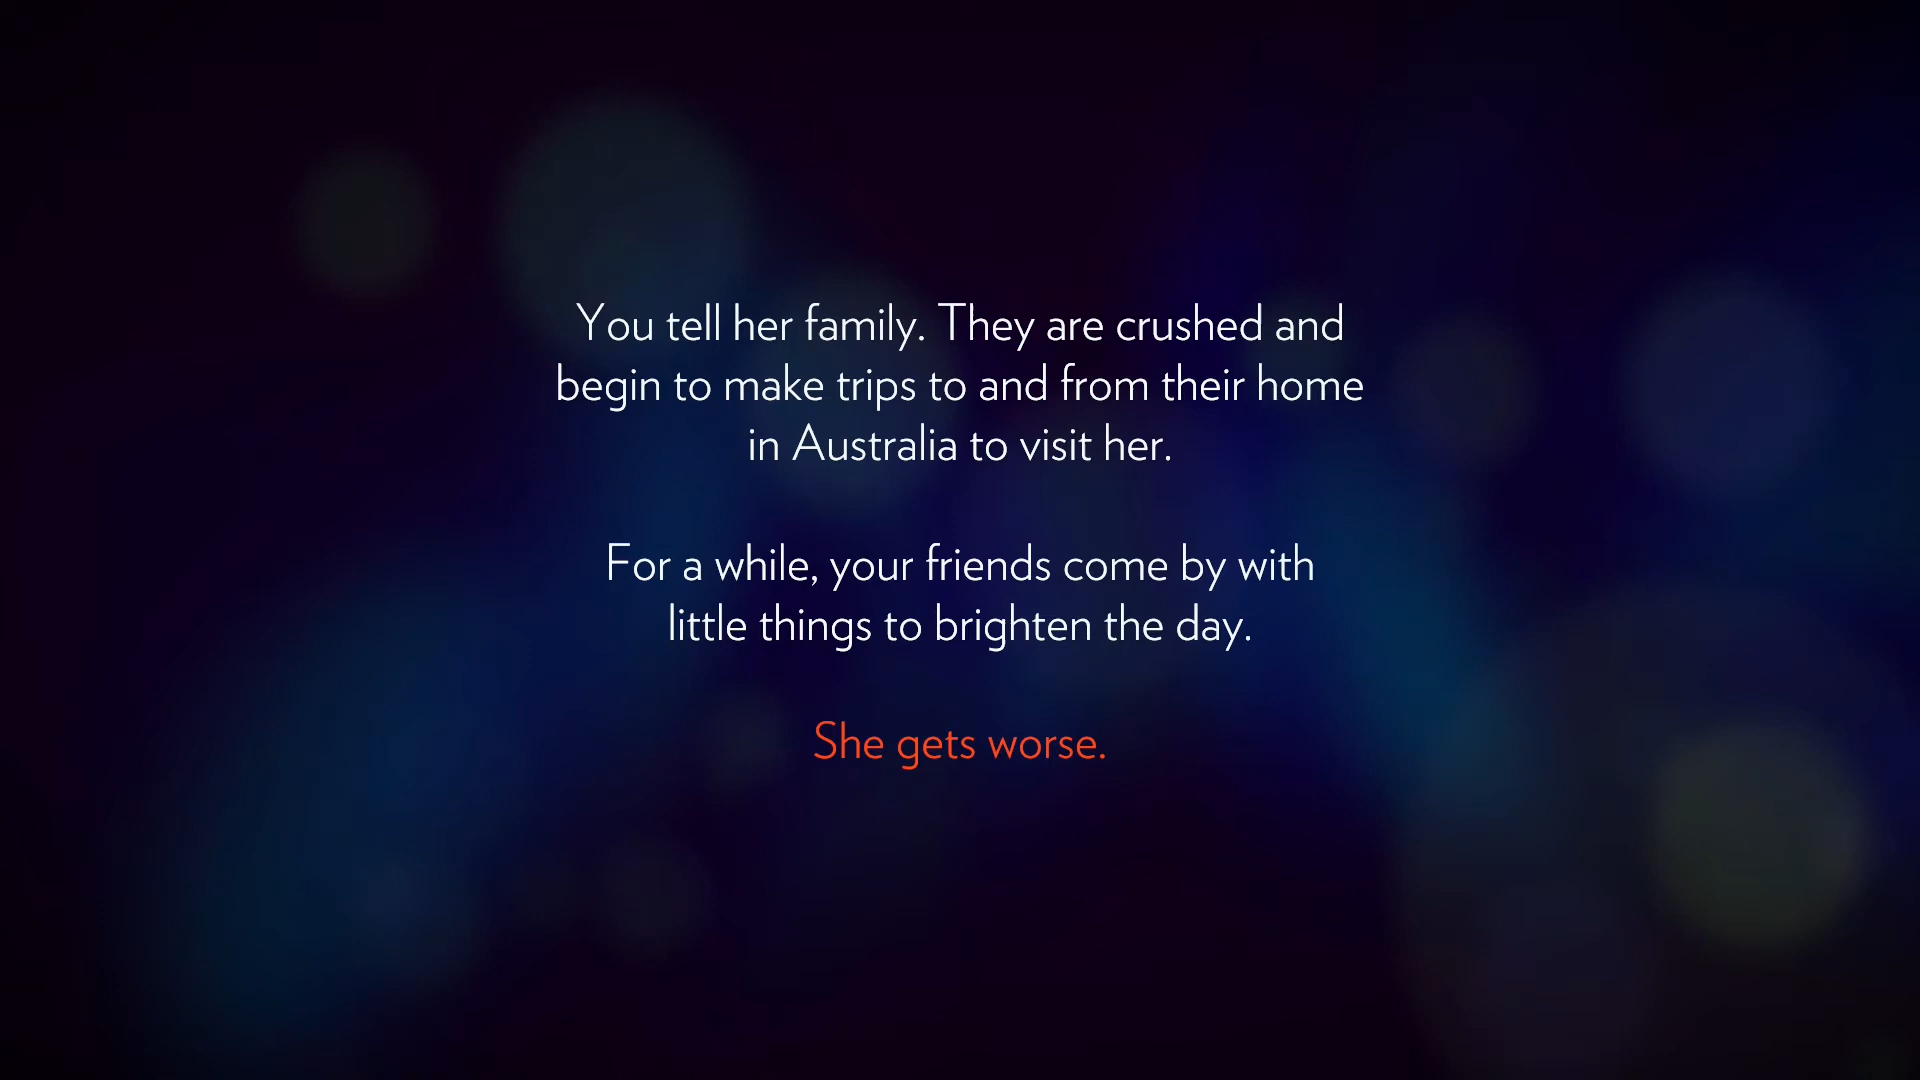 You tell her family. They are crushed and
begin to make trips to and from their home
in Australia to visit her.
For a while, your friends come by with
little things to brighten the day.
She gets worse.